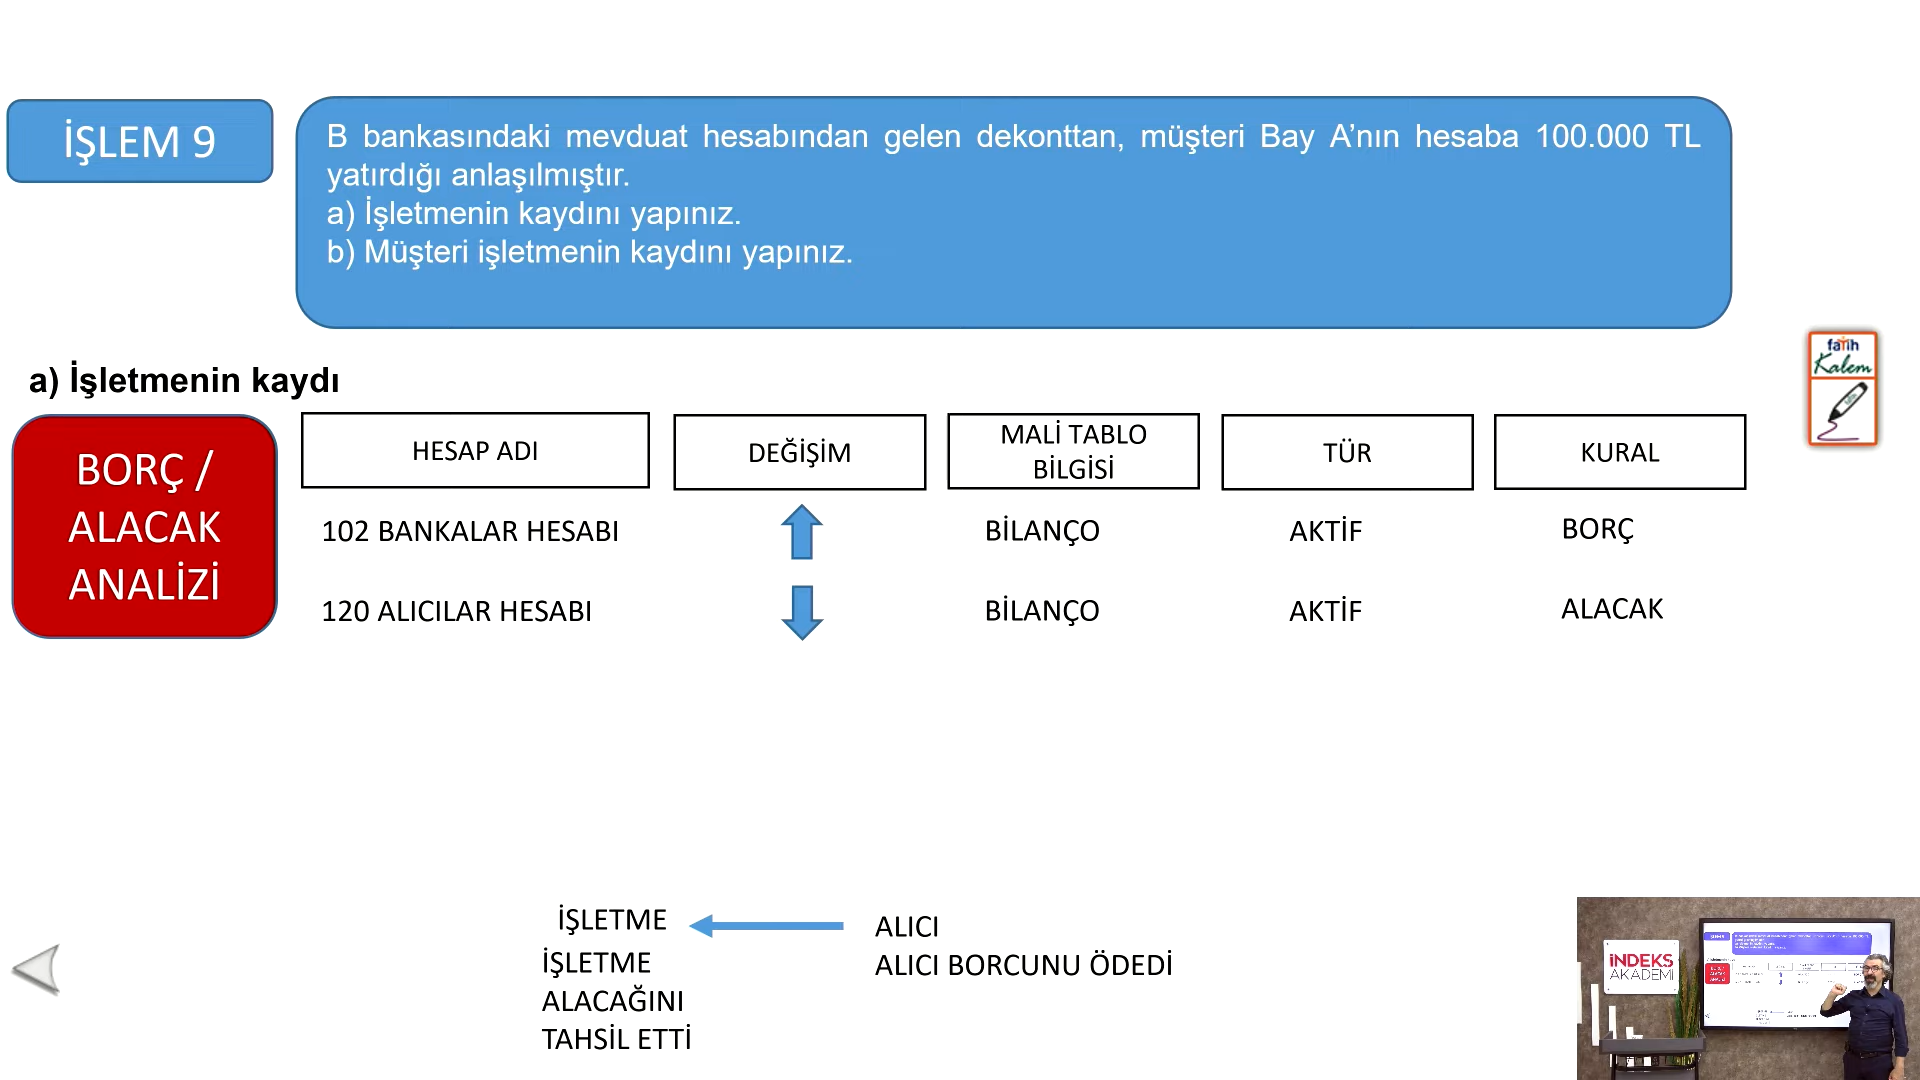 İŞLEM 9
B bankasındaki mevduat hesabından gelen dekonttan, müşteri Bay A’nın hesaba 100.000 TL
yatırdığı anlaşılmıştır.
a) İşletmenin kaydını yapınız.
b) Müşteri işletmenin kaydını yapınız.
fatih
Kalem
a) İşletmenin kaydı
BORÇ /
ALACAK
ANALİZİ
HESAP ADI
DEĞİŞİM
MALİ TABLO
BİLGİSİ
TÜR
KURAL
102 BANKALAR HESABI
BİLANÇO
AKTİF
BORÇ
120 ALICILAR HESABI
BİLANÇO
AKTİF
ALACAK
İŞLETME
ALICI
İŞLETME
ALACAĞINI
TAHSİL ETTİ
ALICI BORCUNU ÖDEDİ
İNDEKS
AKADEMİ